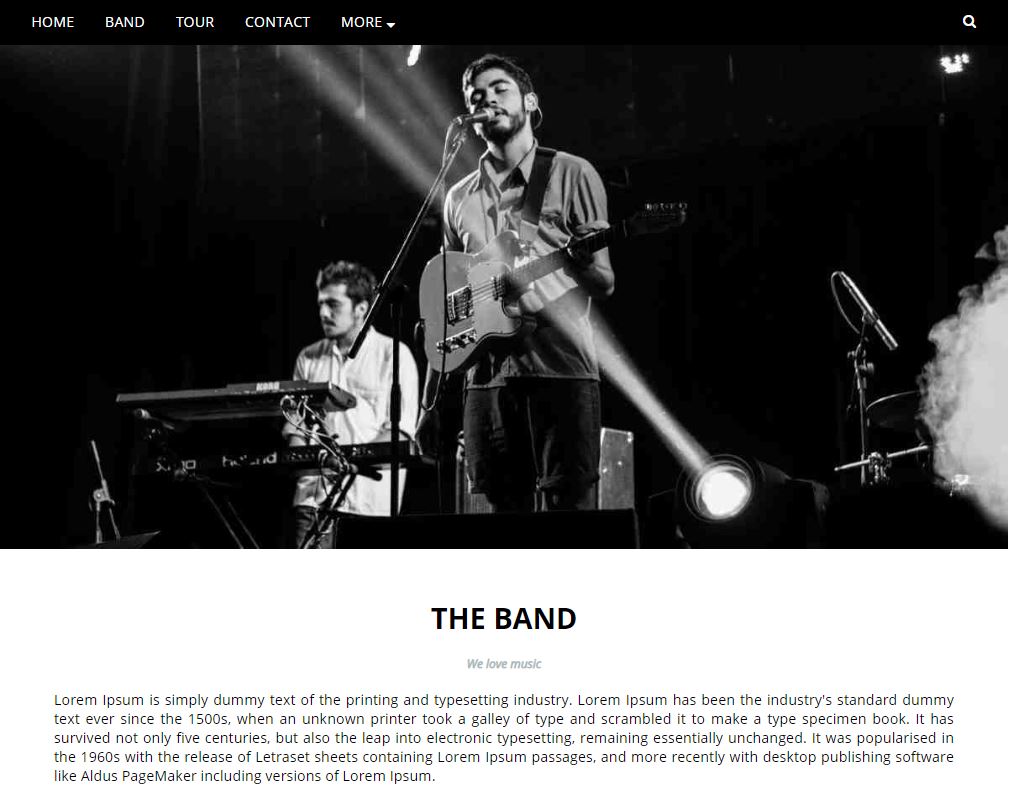 HOME BAND TOUR CONTACT MORE
KORG
THE BAND
We love music
Lorem Ipsum is simply dummy text of the printing and typesetting industry. Lorem Ipsum has been the industry's standard dummy
text ever since the 1500s, when an unknown printer took a galley of type and scrambled it to make a type specimen book. It has
survived not only five centuries, but also the leap into electronic typesetting, remaining essentially unchanged. It was popularised in
the 1960s with the release of Letraset sheets containing Lorem Ipsum passages, and more recently with desktop publishing software
like Aldus PageMaker including versions of Lorem Ipsum.